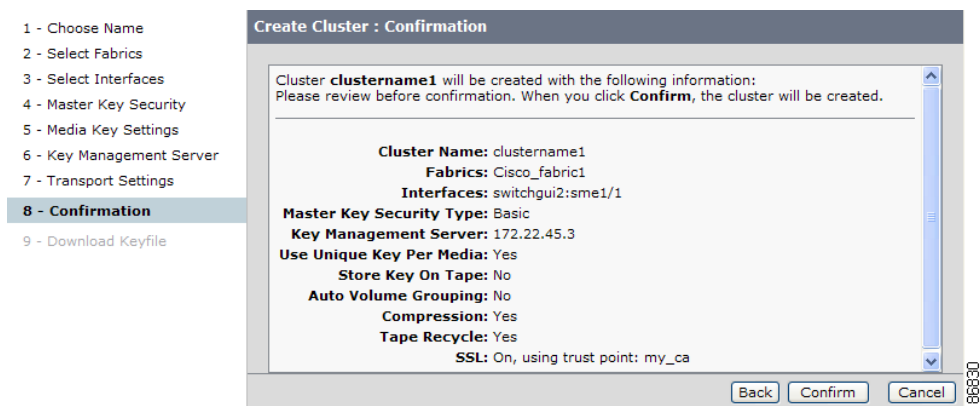 1 - Choose Name
2 - Select Fabrics
3 - Select Interfaces
4 - Master Key Security
5 - Media Key Settings
6 - Key Management Server
7 - Transport Settings
8 - Confirmation
9 - Download Keyfile
Create Cluster : Confirmation
Cluster clustername1 will be created with the following information:
Please review before confirmation. When you click Confirm, the cluster will be created.
Cluster Name: clustername1
Fabrics: Cisco_fabric1
Interfaces: switchgui2:sme1/1
Master Key Security Type: Basic
Key Management Server: 172.22.45.3
Use Unique Key Per Media: Yes
Store Key On Tape: No
Auto Volume Grouping: No
Compression: Yes
Tape Recycle: Yes
SSL: On, using trust point: my_ca
Back Confirm Cancel
86830